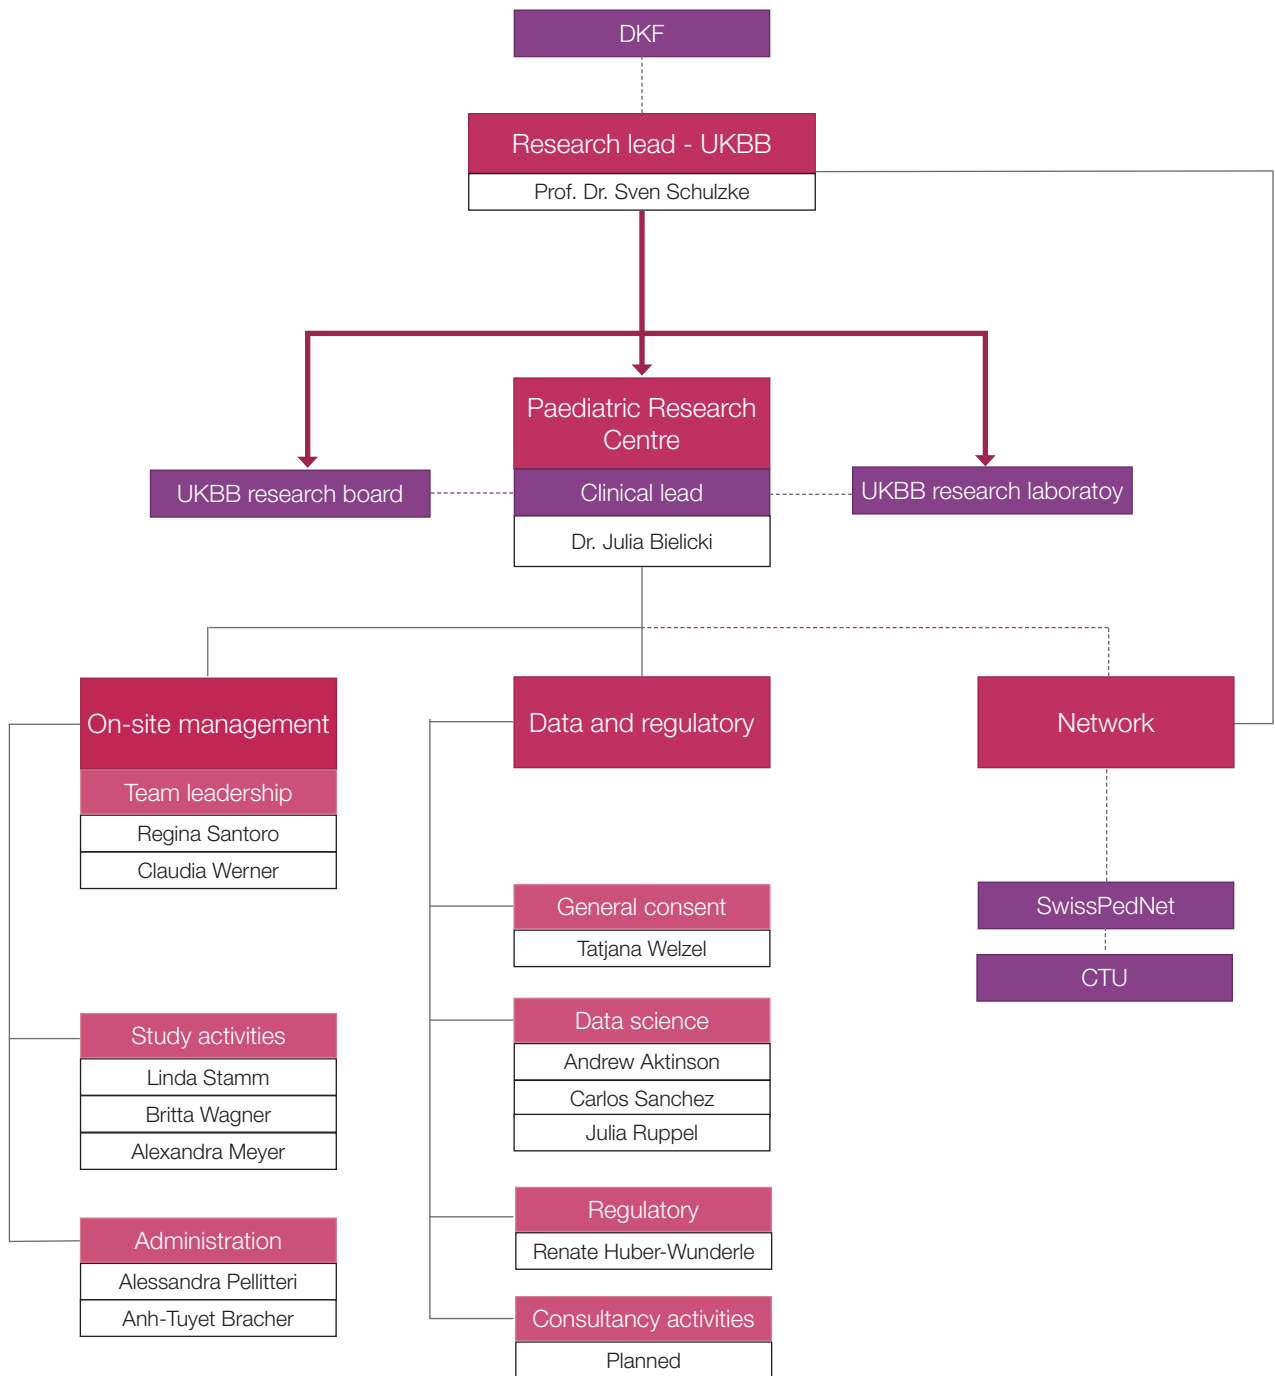 DKF
Research lead - UKBB
Prof. Dr. Sven Schulzke
Paediatric Research
Centre
Clinical lead
Dr. Julia Bielicki
UKBB research board
UKBB research laboratoy
On-site management
Team leadership
Regina Santoro
Claudia Werner
Study activities
Linda Stamm
Britta Wagner
Alexandra Meyer
Administration
Alessandra Pellitteri
Anh-Tuyet Bracher
Data and regulatory
General consent
Tatjana Welzel
Data science
Andrew Aktinson
Carlos Sanchez
Julia Ruppel
Regulatory
Renate Huber-Wunderle
Consultancy activities
Planned
Network
SwissPedNet
CTU